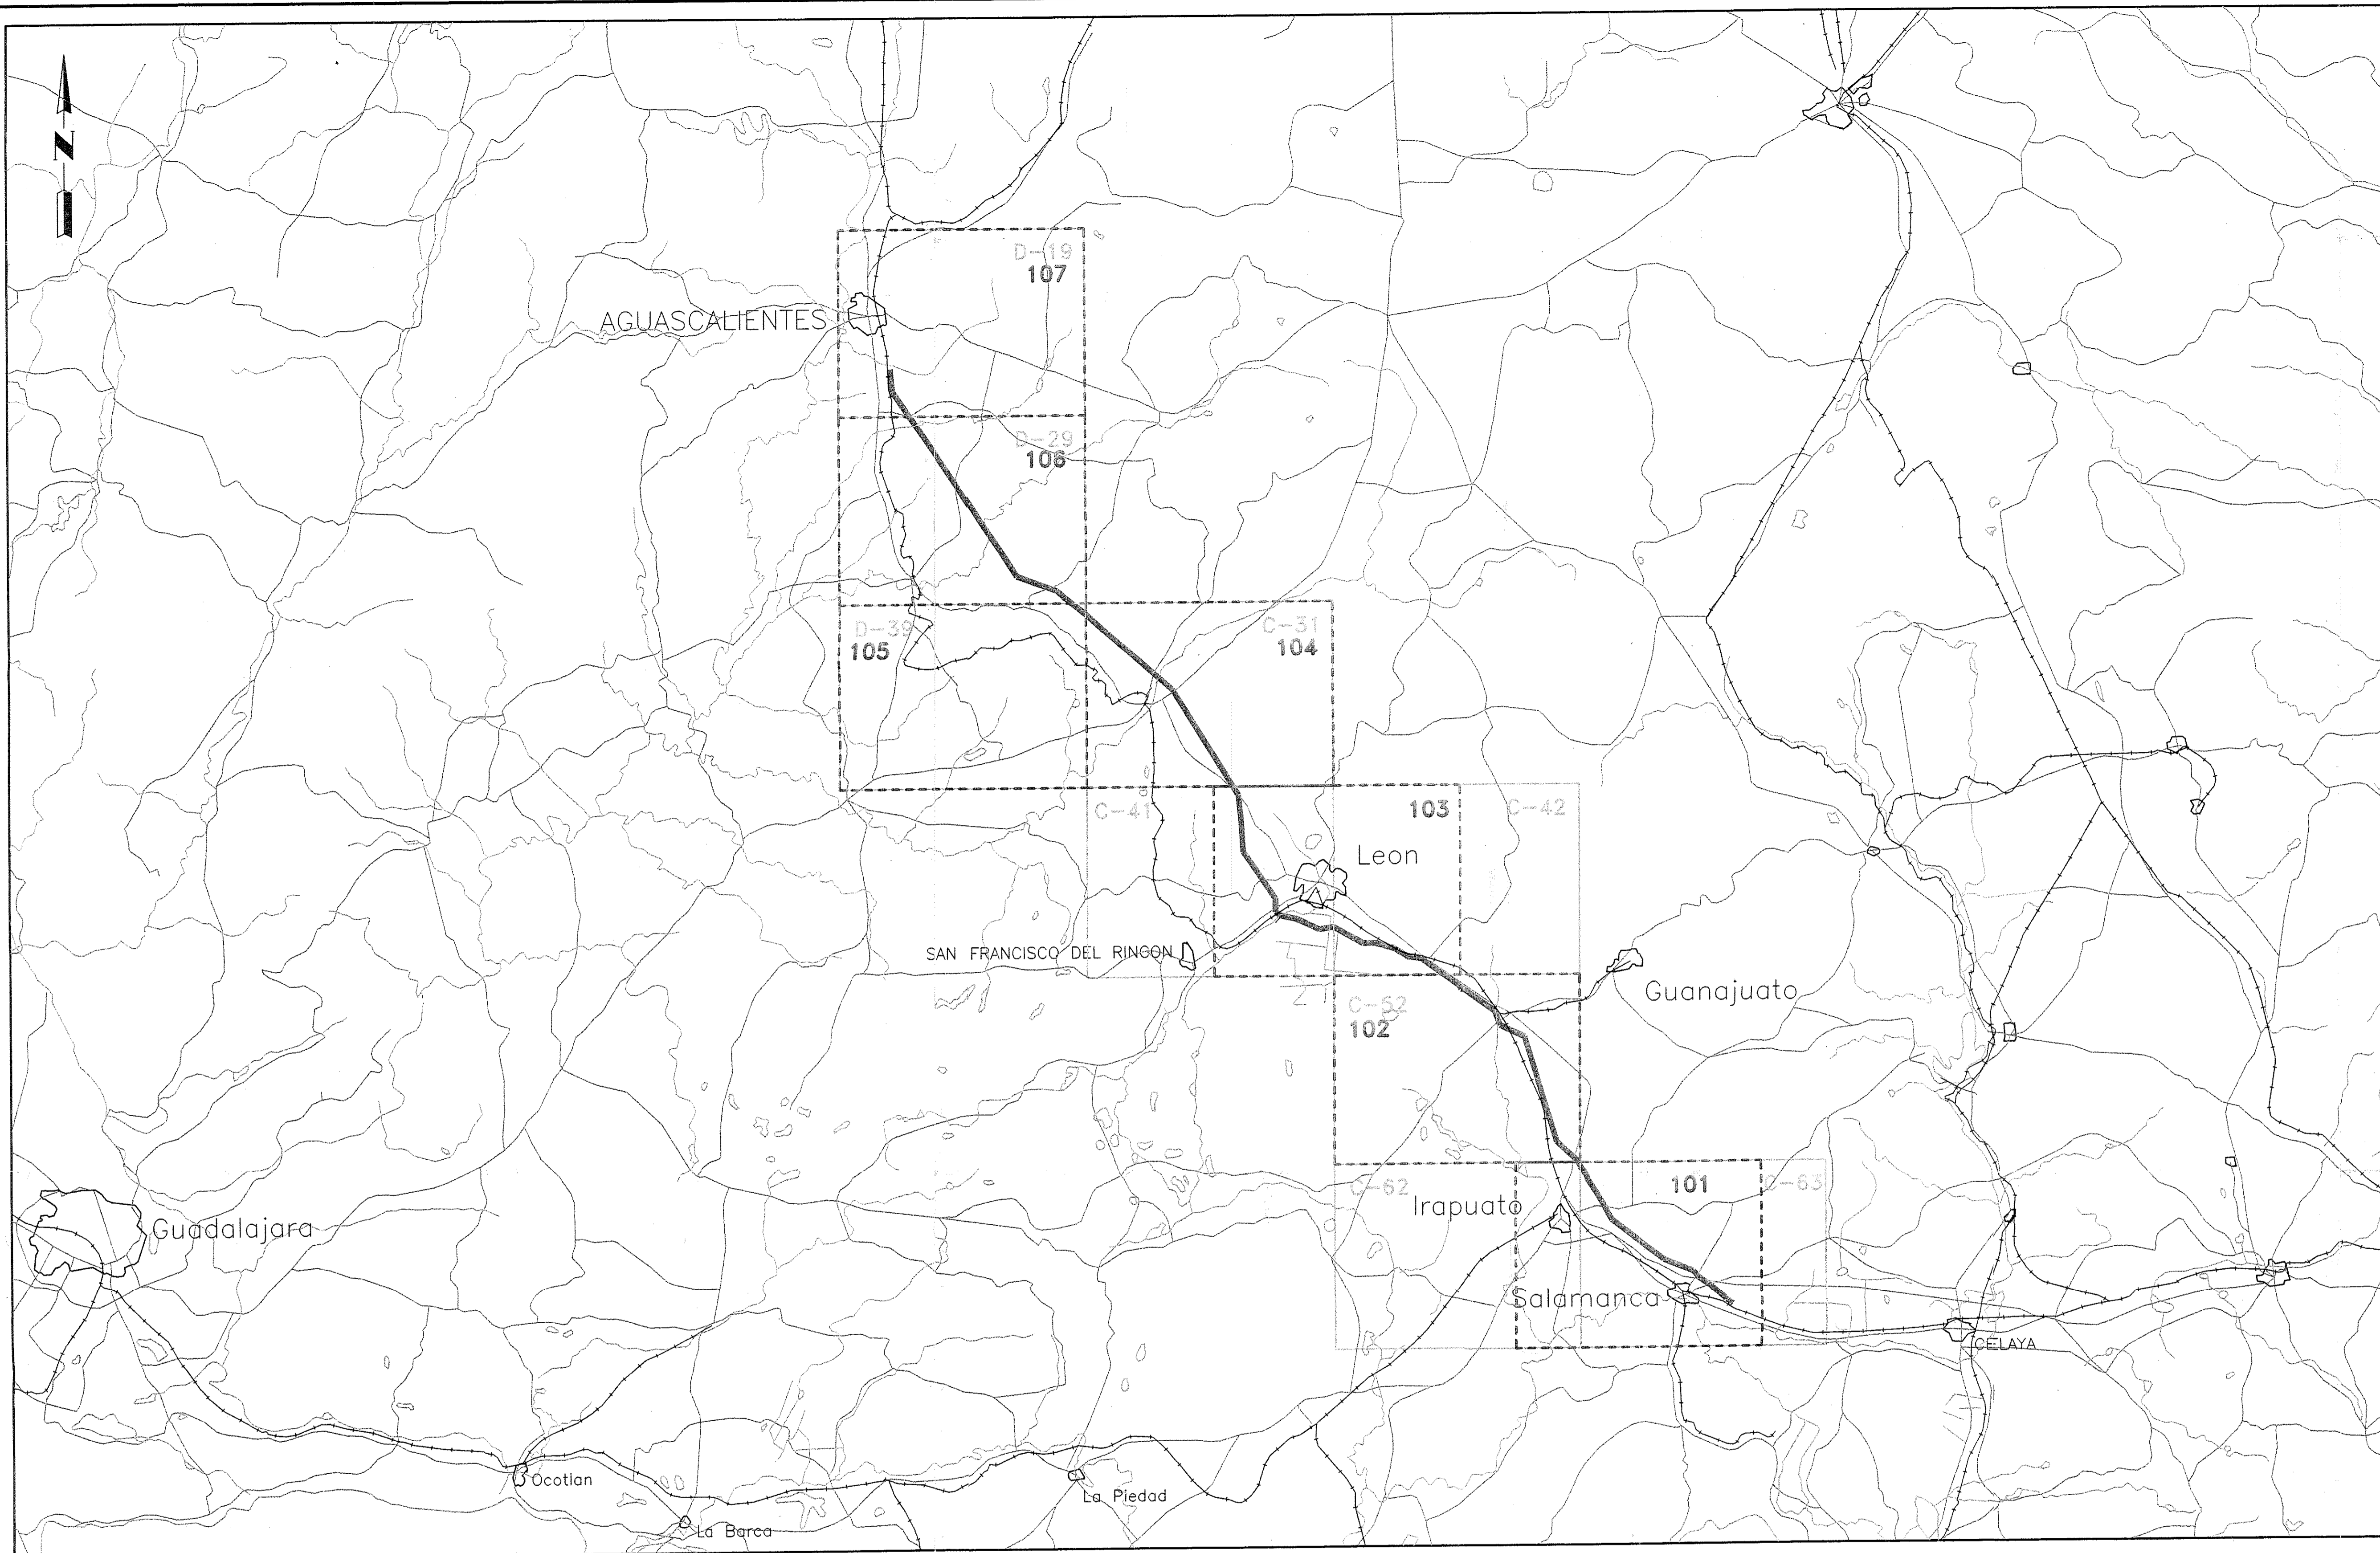 N
D-19
107
AGUASCALIENTES
D-29
106
D-39
105
C-31
104
C-41
103
C-42
Leon
SAN FRANCISCO DEL RINCON
Guanajuato
C-52
102
C-62
Irapuato
101
C-63
Guadalajara
Salamanca
CELAYA
Ocotlan
La Piedad
La Barca